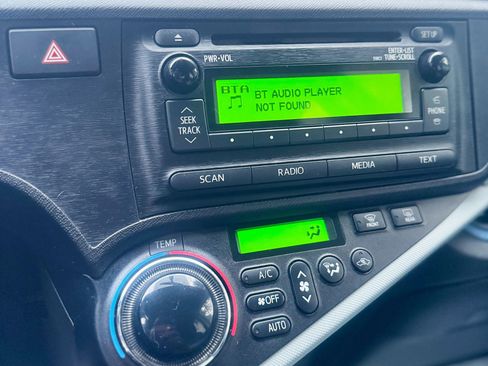 SETUP
PWR•VOL
ENTER•LIST
TUNE•SCROLL
BTA
BT AUDIO PLAYER
NOT FOUND
SEEK
TRACK
PHONE
SCAN
RADIO
MEDIA
TEXT
TEMP
FRONT
REAR
A/C
OFF
AUTO